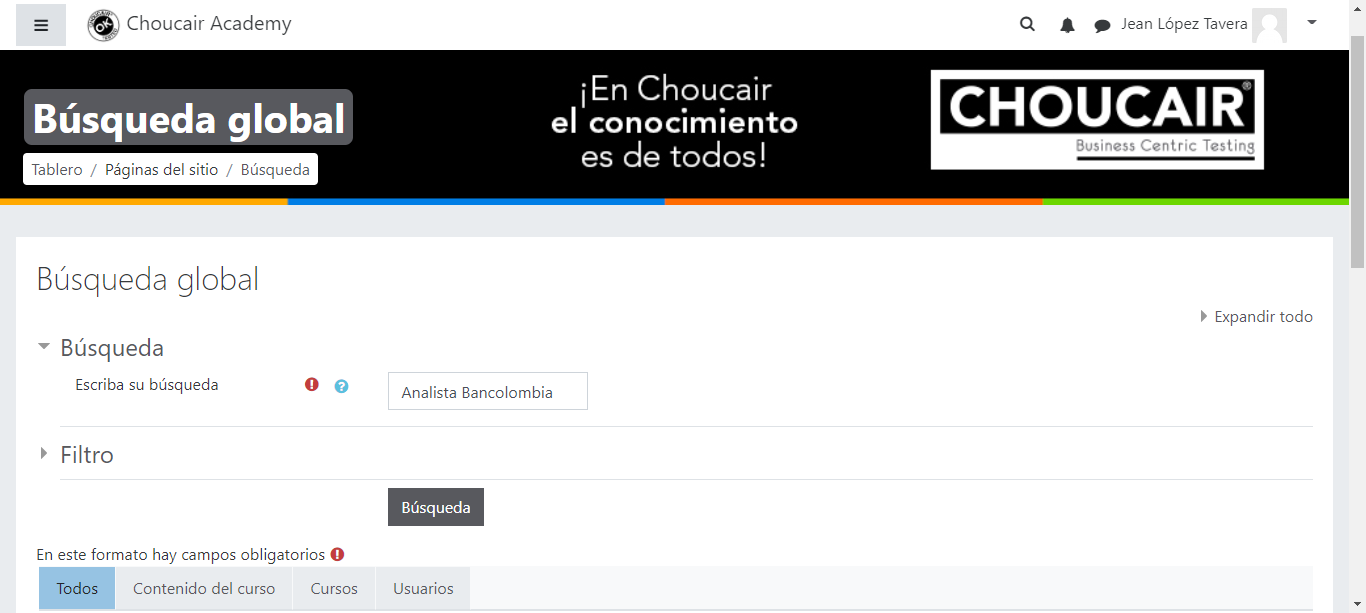 Choucair Academy
Jean López Tavera
Búsqueda global
Tablero / Páginas del sitio / Búsqueda
¡En Choucair
el conocimiento
es de todos!
CHOUCAIR®
Business Centric Testing
Búsqueda global
Expandir todo
Búsqueda
Escriba su búsqueda
Analista Bancolombia
Filtro
Búsqueda
En este formato hay campos obligatorios
Todos
Contenido del curso
Cursos
Usuarios